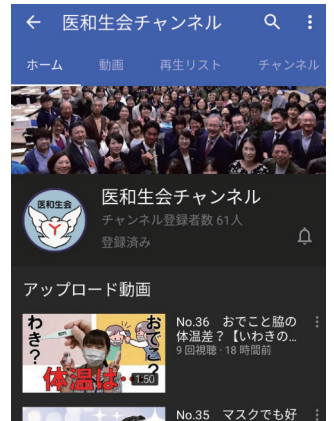 医和生会チャンネル
ホーム 動画 再生リスト チャンネル
医和生会
医和生会チャンネル
チャンネル登録者数 61人
登録済み
アップロード動画
わき?
おでこ?
体温は・・
1:50
No.36 おでこと脇の
体温差?【いわきの...
9 回視聴・18 時間前
No.35 マスクでも好